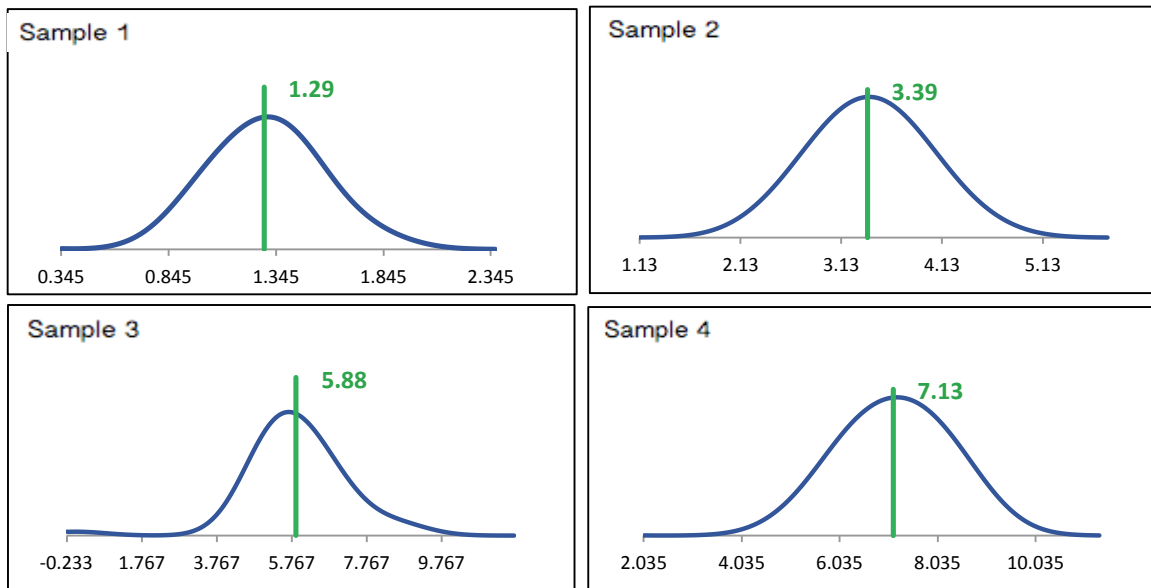 Sample 1
1.29
0.345 0.845 1.345 1.845 2.345
Sample 2
3.39
1.13 2.13 3.13 4.13 5.13
Sample 3
5.88
-0.233 1.767 3.767 5.767 7.767 9.767
Sample 4
7.13
2.035 4.035 6.035 8.035 10.035